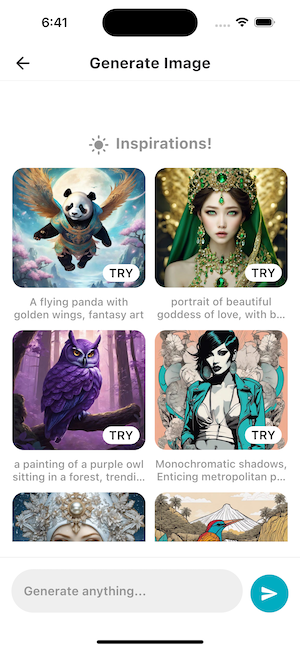 6:41
Generate Image
Inspirations!
TRY
TRY
A flying panda with
golden wings, fantasy art
portrait of beautiful
goddess of love, with b...
TRY
TRY
a painting of a purple owl
sitting in a forest, trendi...
Monochromatic shadows,
Enticing metropolitan p...
Generate anything...